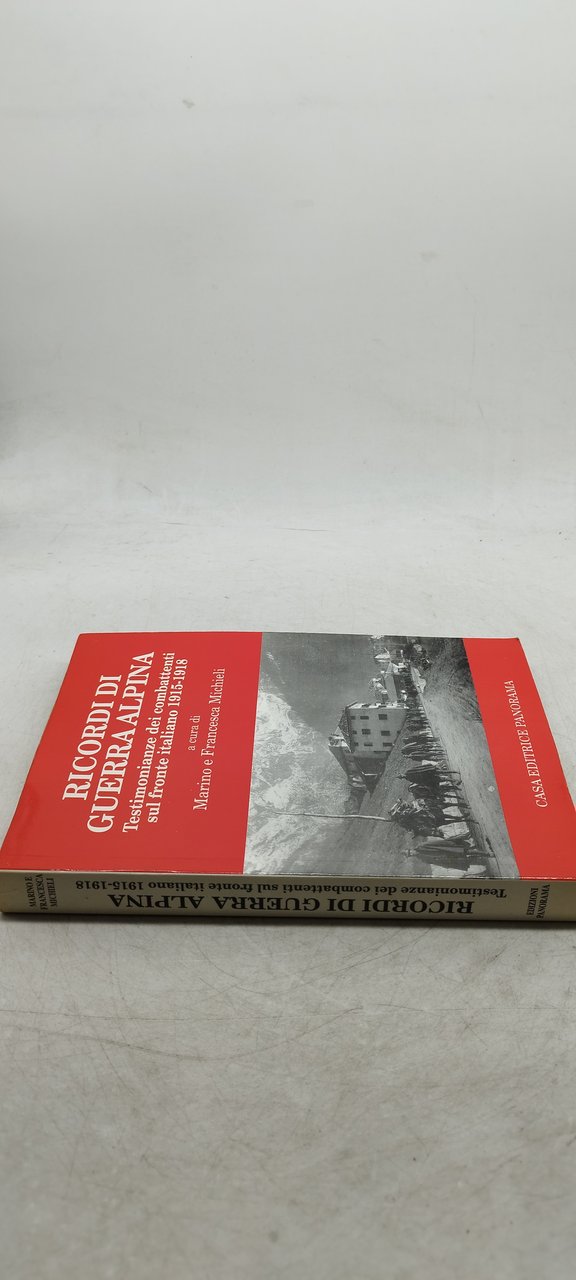 RICORDI DI
GUERRA ALPINA
Testimonianze dei combattenti
sul fronte italiano 1915-1918
a cura di
Marino e Francesca Michieli
CASA EDITRICE PANORAMA
MARINO E
FRANCESCA
MICHIELI
RICORDI DI GUERRA ALPINA
Testimonianze dei combattenti sul fronte italiano 1915-1918
EDIZIONI
PANORAMA